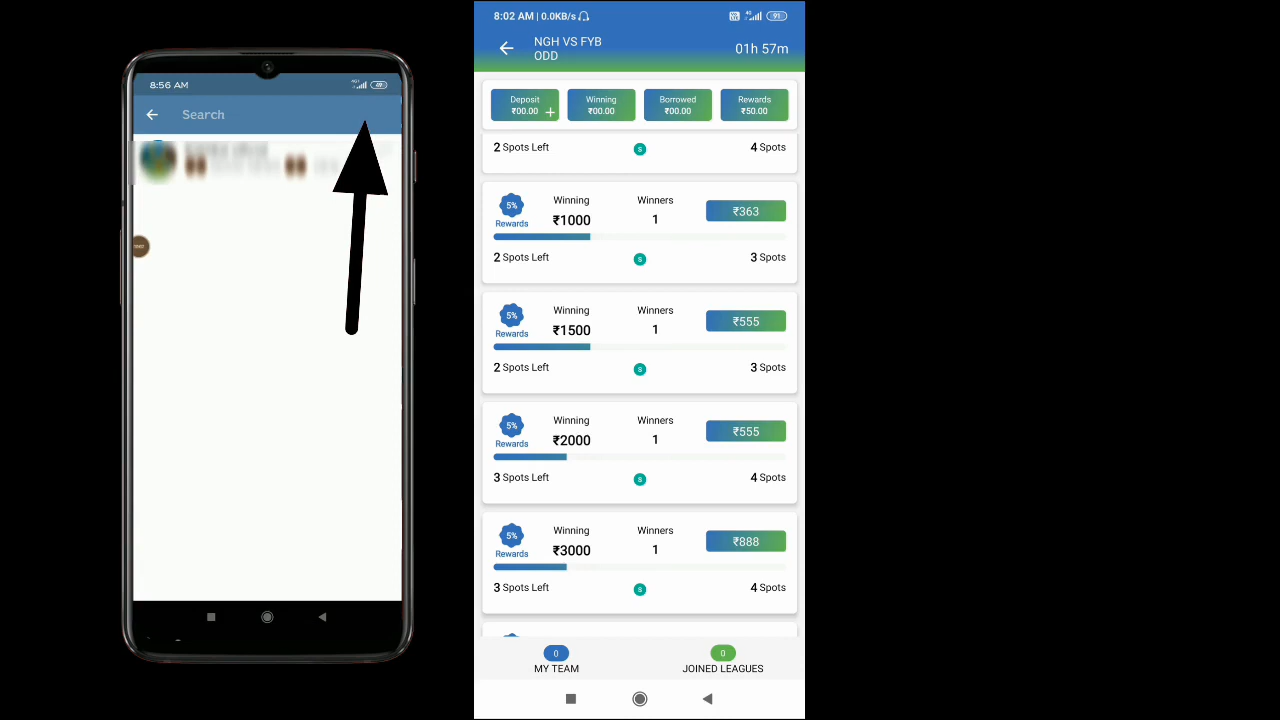 8:56 AM
Search
8:02 AM | 0.0KB/s
91
NGH VS FYB
ODD
01h 57m
Deposit
₹00.00 +
Winning
₹00.00
Borrowed
₹00.00
Rewards
₹50.00
2 Spots Left
S
4 Spots
5%
Rewards
Winning
₹1000
Winners
1
₹363
2 Spots Left
S
3 Spots
5%
Rewards
Winning
₹1500
Winners
1
₹555
2 Spots Left
S
3 Spots
5%
Rewards
Winning
₹2000
Winners
1
₹555
3 Spots Left
S
4 Spots
5%
Rewards
Winning
₹3000
Winners
1
₹888
3 Spots Left
S
4 Spots
0
MY TEAM
0
JOINED LEAGUES